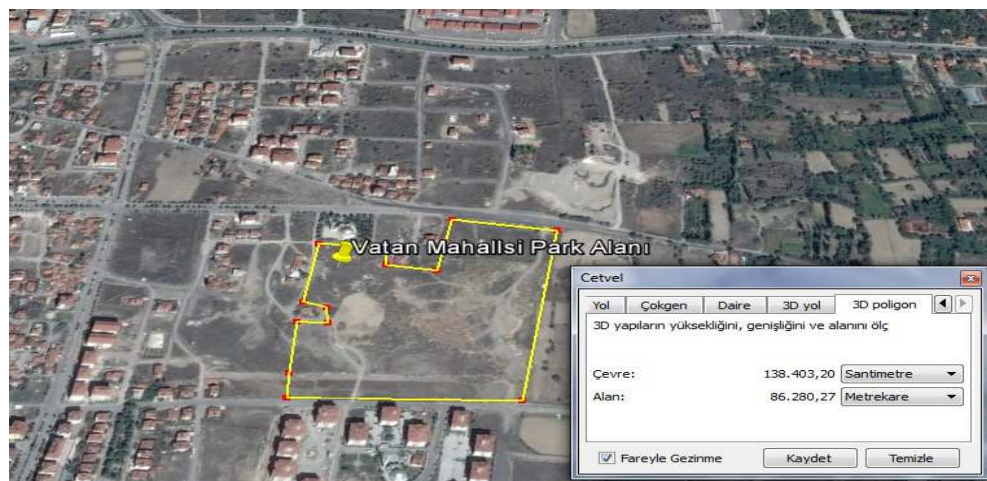 Vatan Mahallsi Park Alanı
Cetvel
Yol Çokgen Daire 3D yol 3D poligon
3D yapıların yüksekliğini, genişliğini ve alanını ölç
Çevre: 138.403,20 Santimetre
Alan: 86.280,27 Metrekare
Fareyle Gezinme Kaydet Temizle